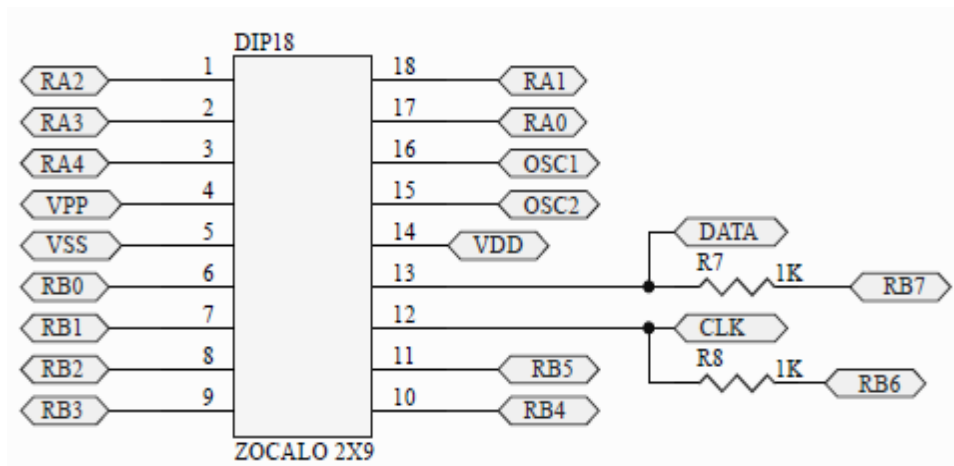 DIP18
1 18
RA2 RA1
2 17
RA3 RA0
3 16
RA4 OSC1
4 15
VPP OSC2
5 14
VSS VDD DATA
6 13 R7 1K
RB0 RB7
7 12
RB1 CLK
8 11 R8 1K
RB2 RB5 RB6
9 10
RB3 RB4
ZOCALO 2X9